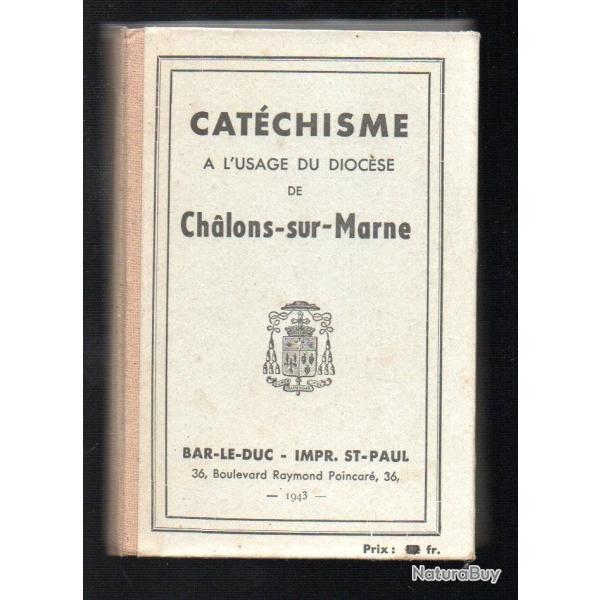 CATÉCHISME
A L'USAGE DU DIOCÈSE
DE
Châlons-sur-Marne
BAR-LE-DUC - IMPR. ST-PAUL
36, Boulevard Raymond Poincaré, 36,
— 1943 —
Prix : fr.
NaturaBuy